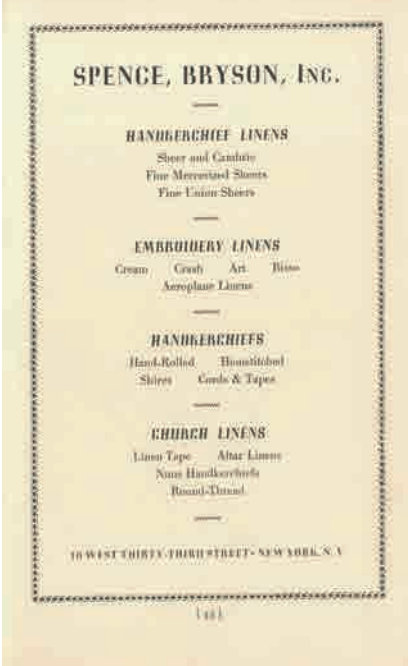 SPENCE, BRYSON, INC.
HANDKERCHIEF LINENS
Sheer and Cambric
Fine Mercerized Sheers
Fine Union Sheers
EMBROIDERY LINENS
Cream Crash Art Bisso
Aeroplane Linens
HANDKERCHIEFS
Hand-Rolled Hemstitched
Shires Cords & Tapes
CHURCH LINENS
Linen Tape Altar Linens
Nuns Handkerchiefs
Round-Thread
10 WEST THIRTY-THIRD STREET • NEW YORK, N. Y.